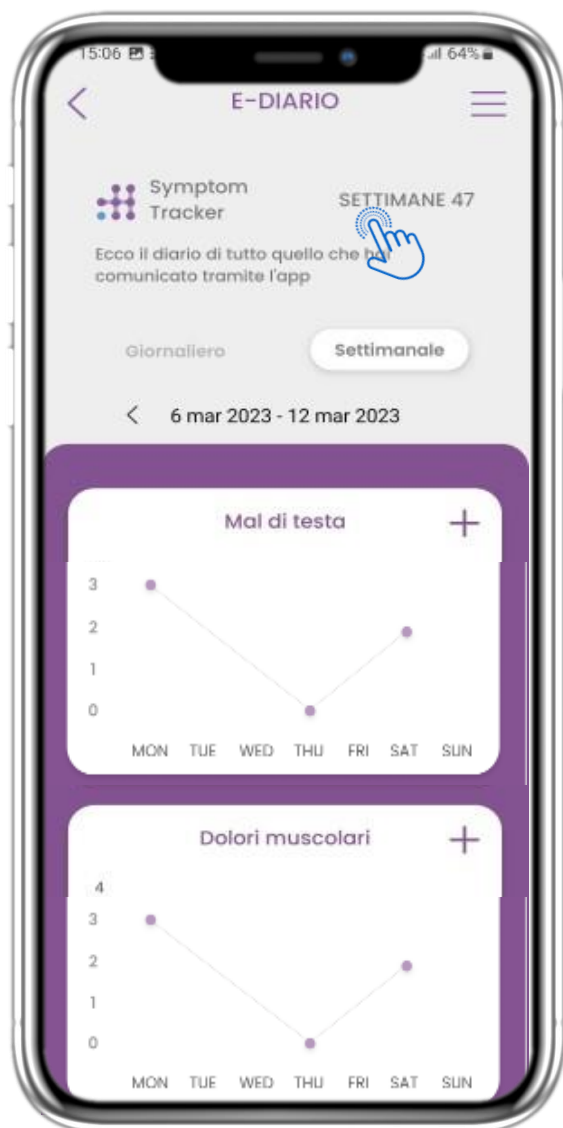 15:06 64%
E-DIARIO
Symptom
Tracker
SETTIMANE 47
Ecco il diario di tutto quello che hai
comunicato tramite l'app
Giornaliero Settimanale
< 6 mar 2023 - 12 mar 2023
Mal di testa +
3
2
1
0
MON TUE WED THU FRI SAT SUN
Dolori muscolari +
4
3
2
1
0
MON TUE WED THU FRI SAT SUN